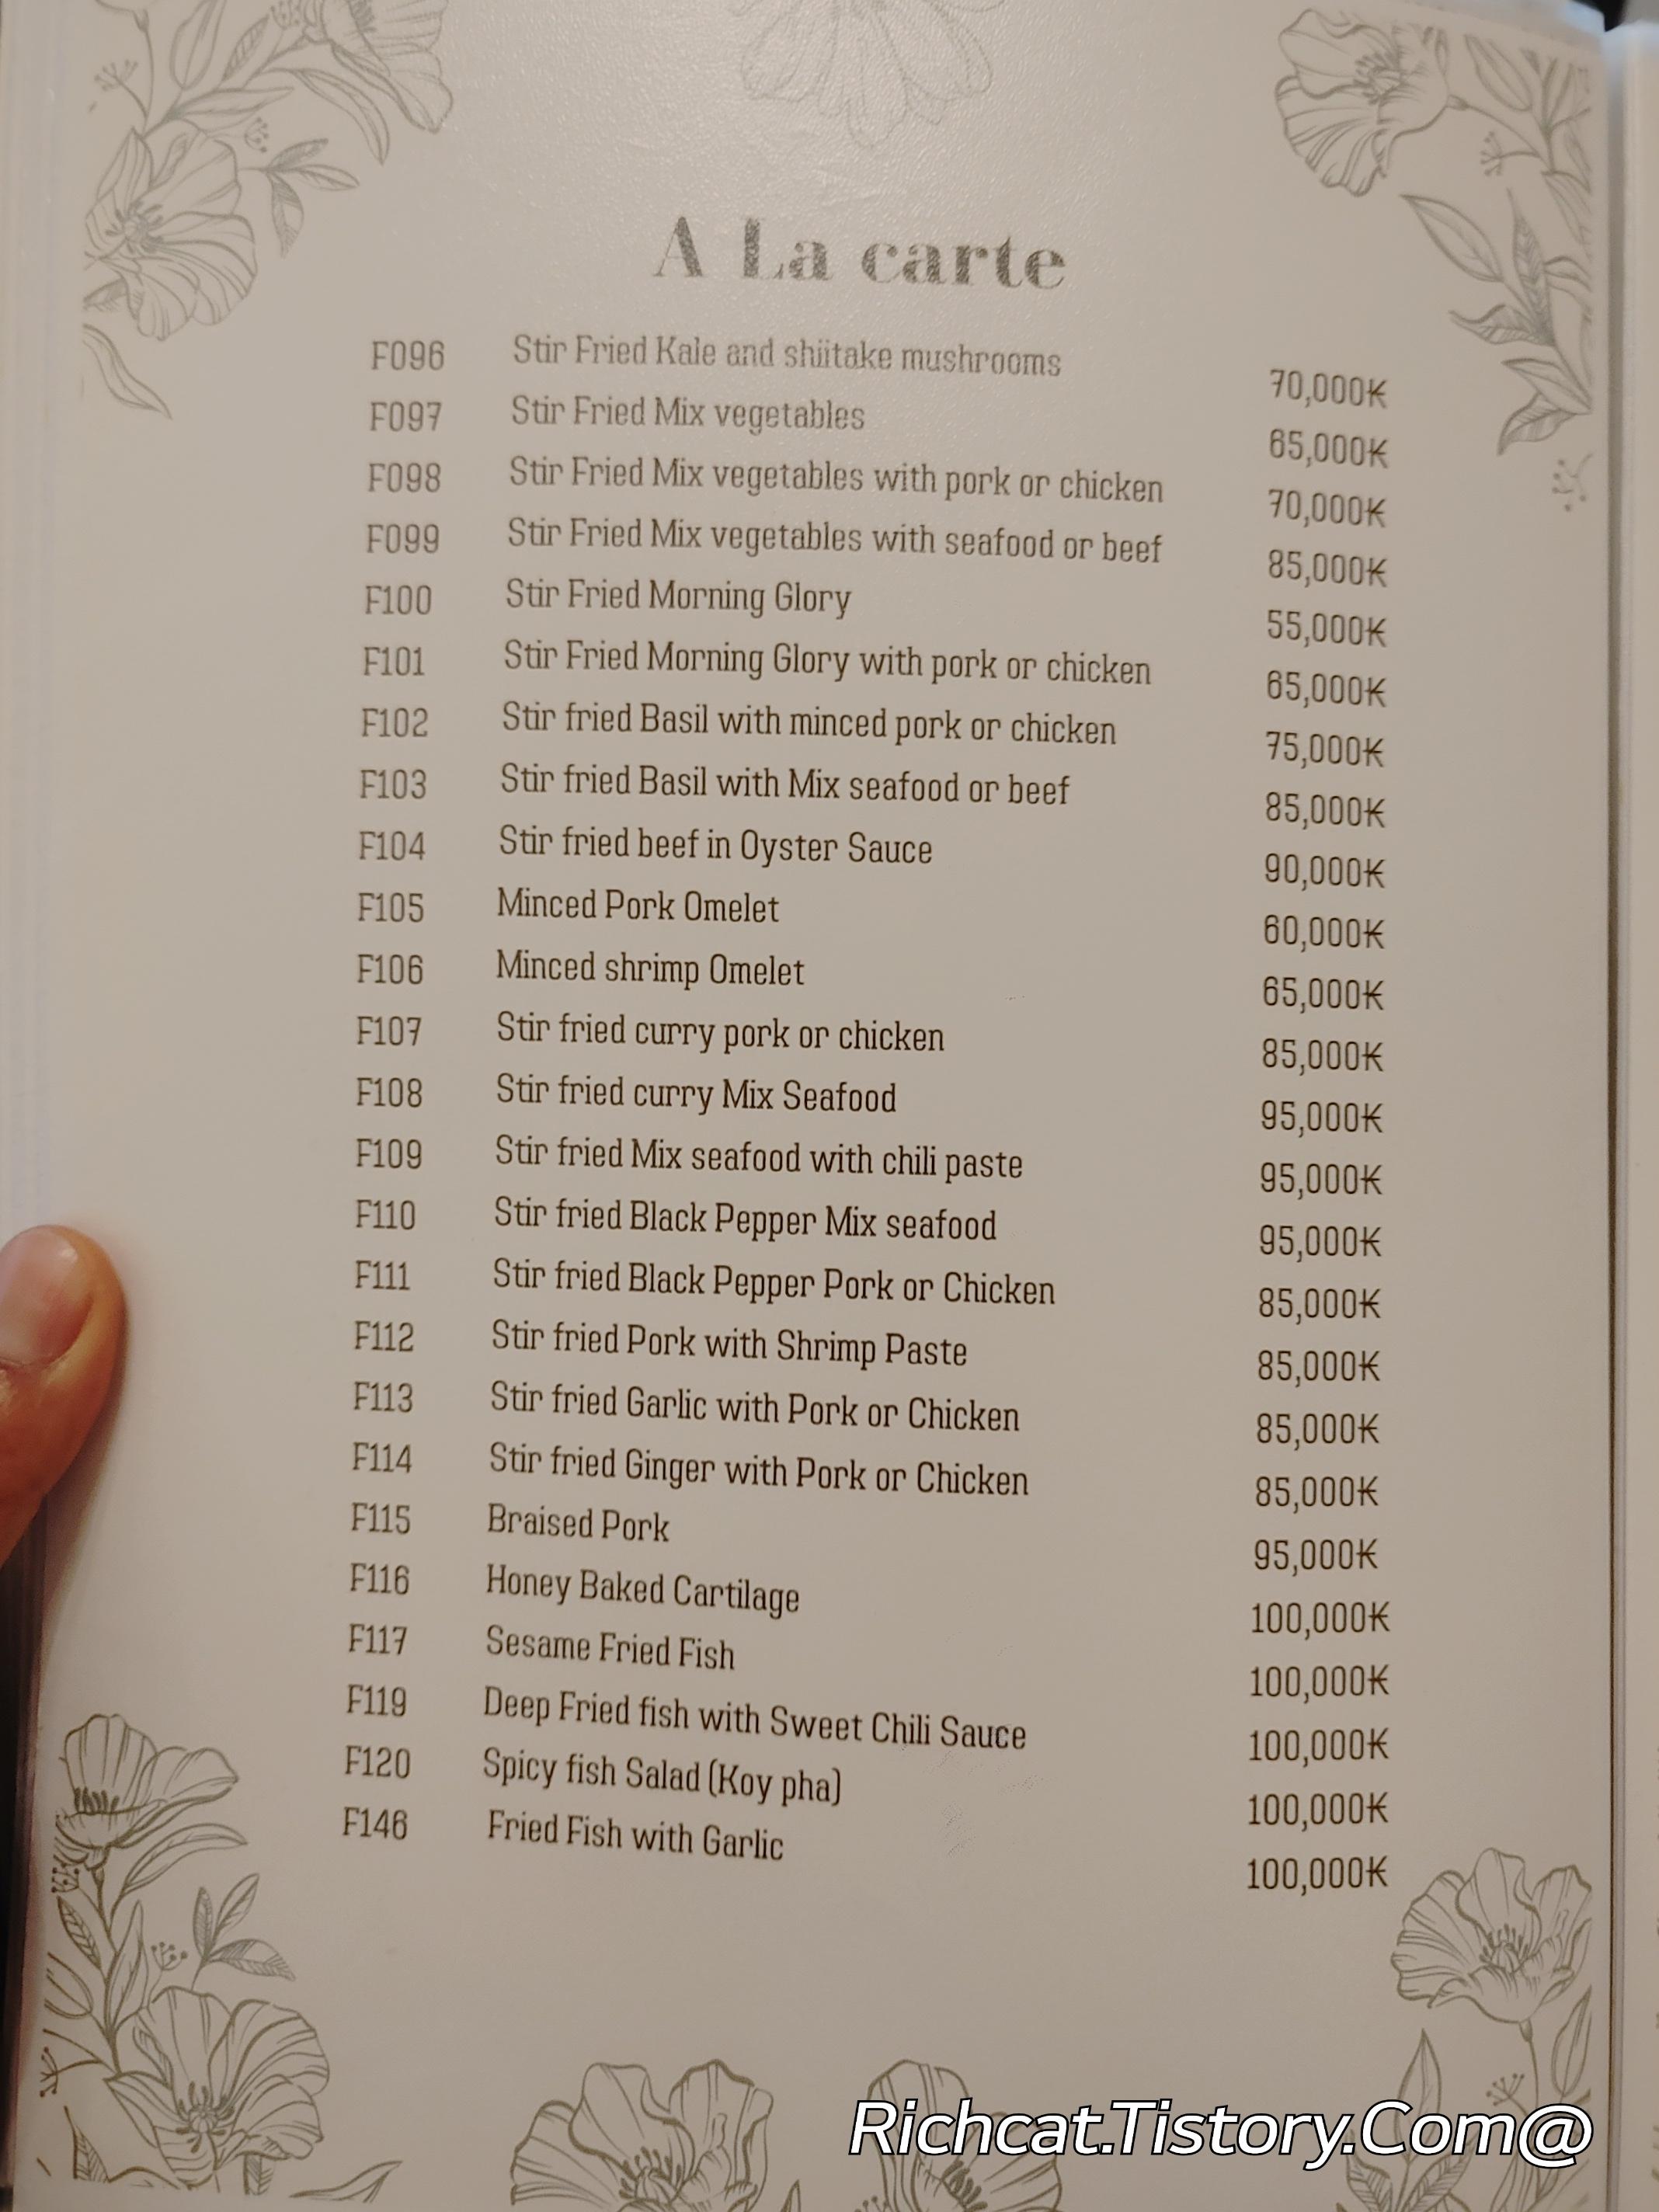 A La carte
F096 Stir Fried Kale and shiitake mushrooms 70,000₭
F097 Stir Fried Mix vegetables 65,000₭
F098 Stir Fried Mix vegetables with pork or chicken 70,000₭
F099 Stir Fried Mix vegetables with seafood or beef 85,000₭
F100 Stir Fried Morning Glory 55,000₭
F101 Stir Fried Morning Glory with pork or chicken 65,000₭
F102 Stir fried Basil with minced pork or chicken 75,000₭
F103 Stir fried Basil with Mix seafood or beef 85,000₭
F104 Stir fried beef in Oyster Sauce 90,000₭
F105 Minced Pork Omelet 60,000₭
F106 Minced shrimp Omelet 65,000₭
F107 Stir fried curry pork or chicken 85,000₭
F108 Stir fried curry Mix Seafood 95,000₭
F109 Stir fried Mix seafood with chili paste 95,000₭
F110 Stir fried Black Pepper Mix seafood 95,000₭
F111 Stir fried Black Pepper Pork or Chicken 85,000₭
F112 Stir fried Pork with Shrimp Paste 85,000₭
F113 Stir fried Garlic with Pork or Chicken 85,000₭
F114 Stir fried Ginger with Pork or Chicken 85,000₭
F115 Braised Pork 95,000₭
F116 Honey Baked Cartilage 100,000₭
F117 Sesame Fried Fish 100,000₭
F119 Deep Fried fish with Sweet Chili Sauce 100,000₭
F120 Spicy fish Salad (Koy pha) 100,000₭
F146 Fried Fish with Garlic 100,000₭
Richcat.Tistory.Com@